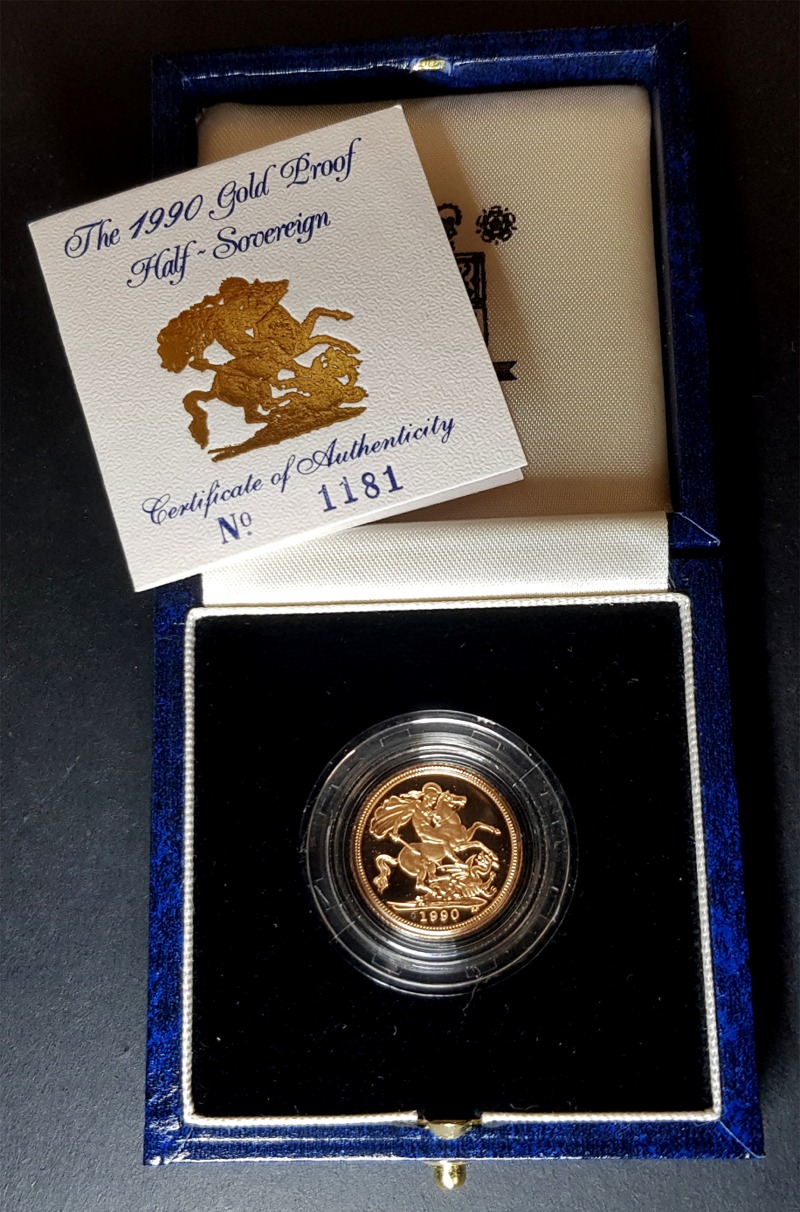 The 1990 Gold Proof
Half ~ Sovereign
Certificate of Authenticity
No. 1181
1990